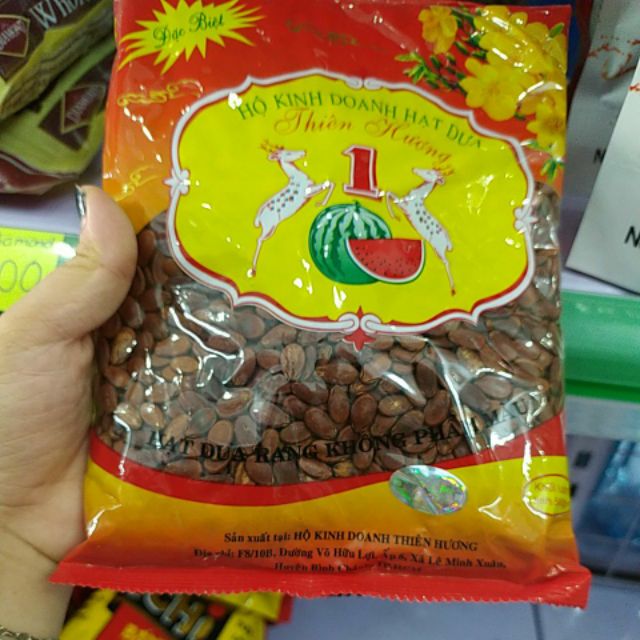 Đặc Biệt
HỘ KINH DOANH HẠT DƯA
Thiên Hương
1
HẠT DƯA RANG KHÔNG PHẨM MÀU
Sản xuất tại: HỘ KINH DOANH THIÊN HƯƠNG
Địa chỉ: F8/10B, Đường Võ Hữu Lợi, Ấp 6, Xã Lê Minh Xuân,
Huyện Bình
00